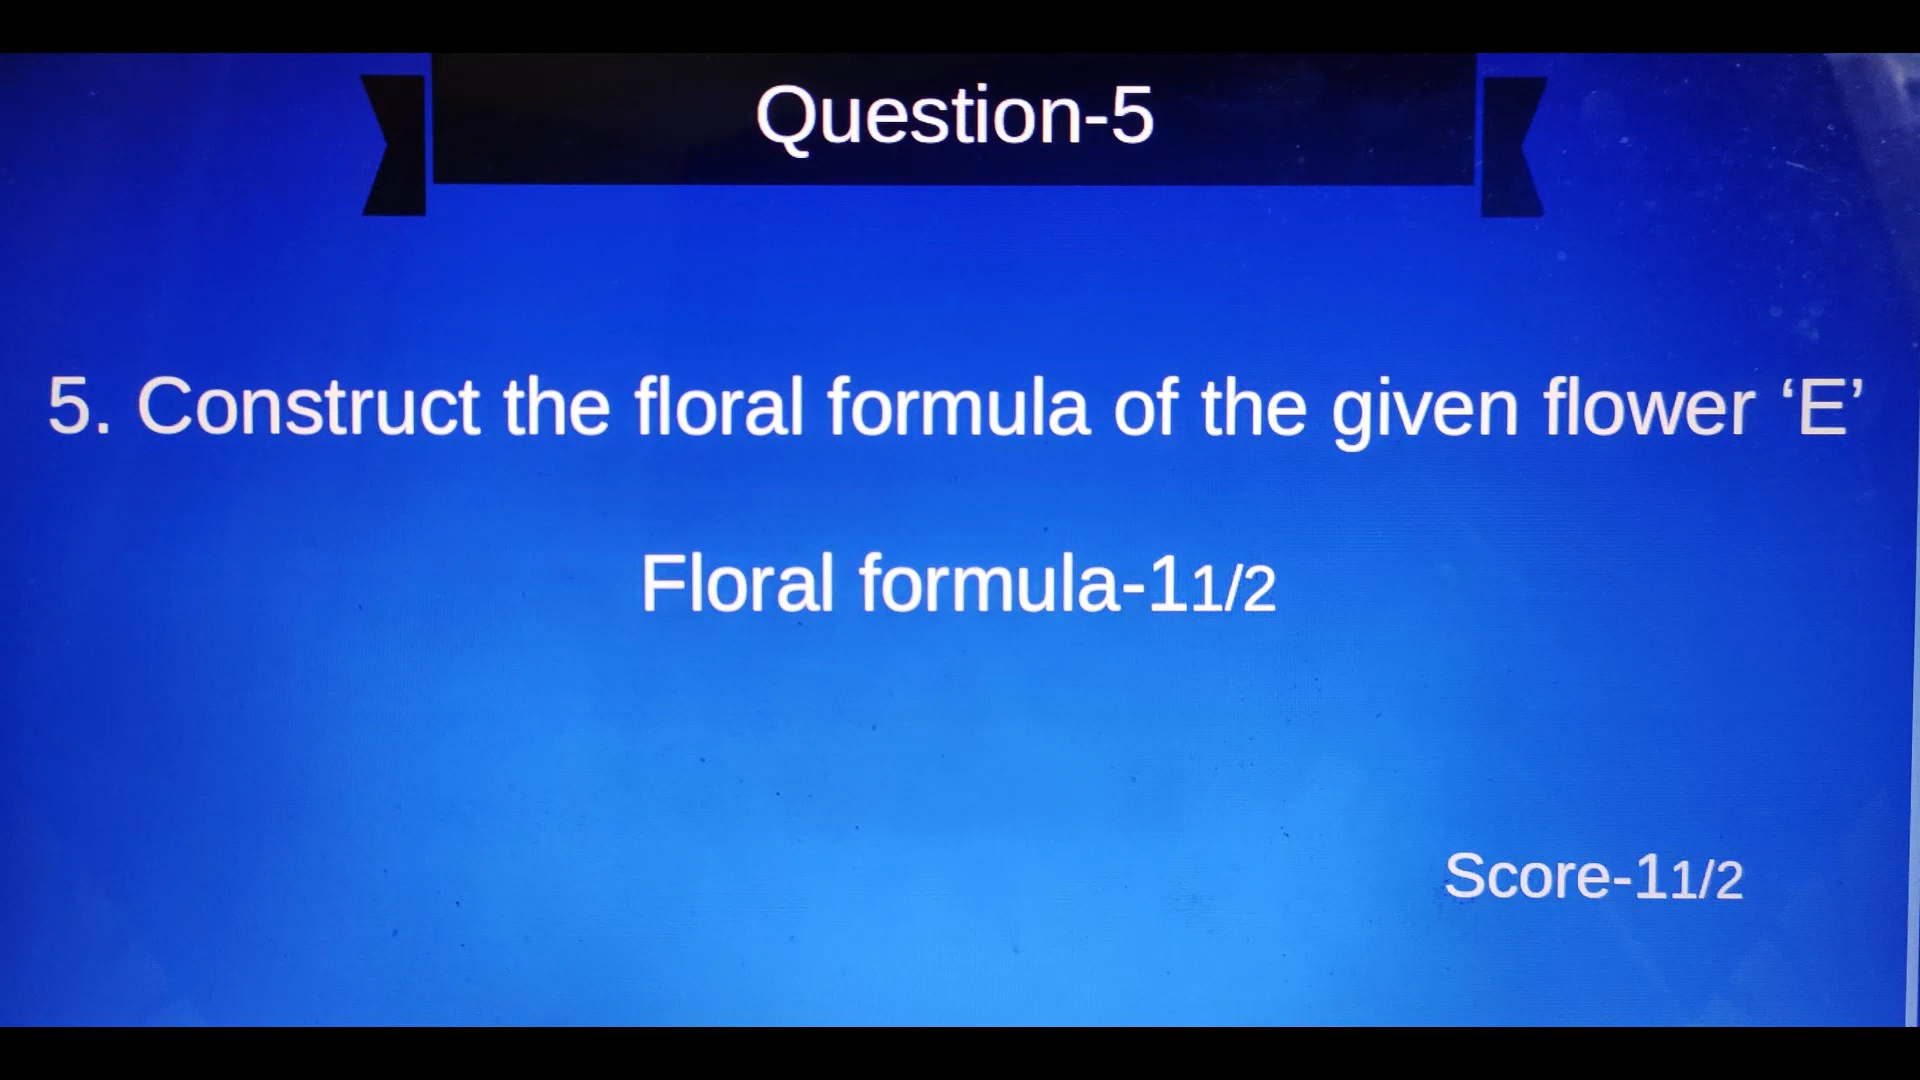 Question-5
5. Construct the floral formula of the given flower ‘E’
Floral formula-11/2
Score-11/2